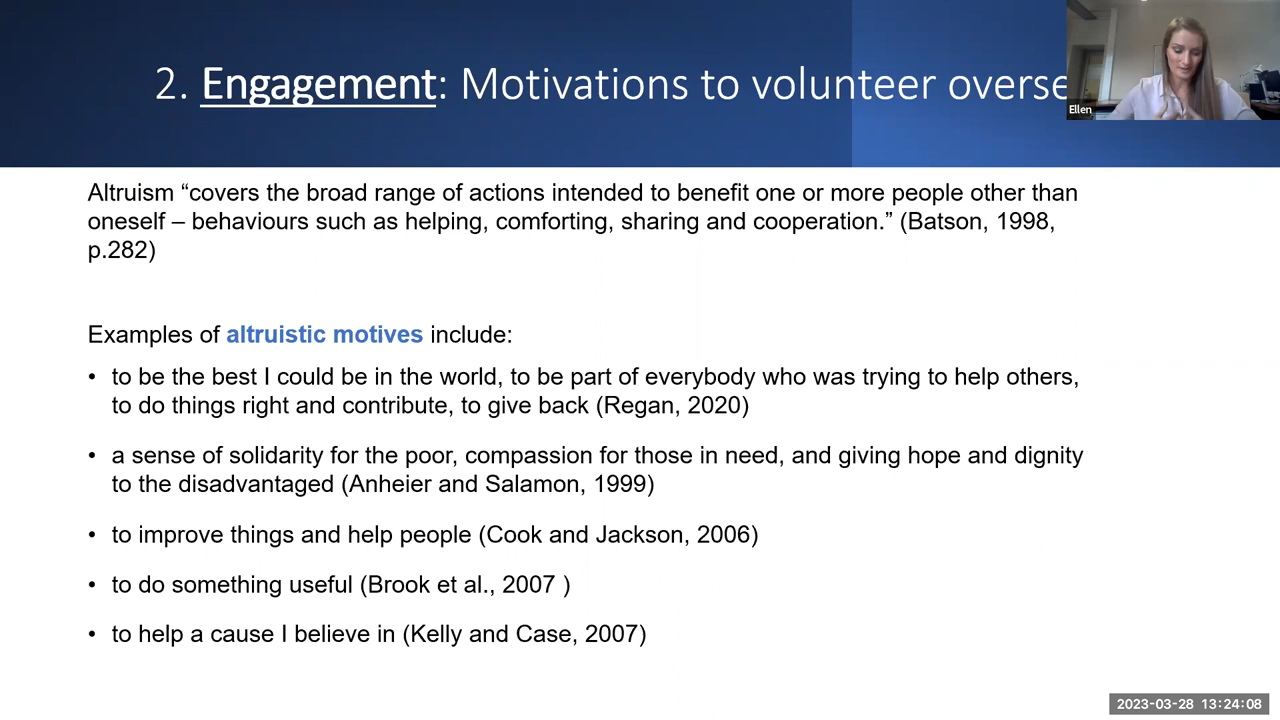 2. Engagement: Motivations to volunteer overse
Ellen
Altruism “covers the broad range of actions intended to benefit one or more people other than
oneself – behaviours such as helping, comforting, sharing and cooperation.” (Batson, 1998,
p.282)
Examples of altruistic motives include:
• to be the best I could be in the world, to be part of everybody who was trying to help others,
to do things right and contribute, to give back (Regan, 2020)
• a sense of solidarity for the poor, compassion for those in need, and giving hope and dignity
to the disadvantaged (Anheier and Salamon, 1999)
• to improve things and help people (Cook and Jackson, 2006)
• to do something useful (Brook et al., 2007 )
• to help a cause I believe in (Kelly and Case, 2007)
2023-03-28 13:24:08